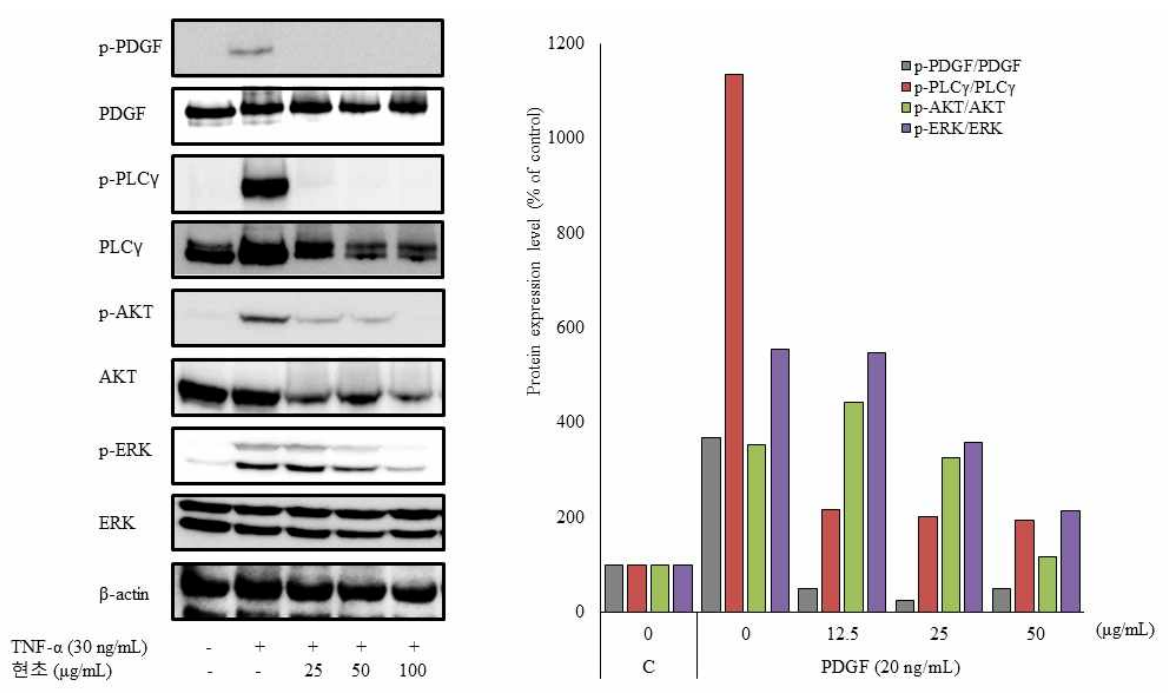 p-PDGF
PDGF
p-PLCγ
PLCγ
p-AKT
AKT
p-ERK
ERK
β-actin
TNF-α (30 ng/mL) - + + + +
현초 (μg/mL) - - 25 50 100
Protein expression level (% of control)
1200
1000
800
600
400
200
0
p-PDGF/PDGF
p-PLCγ/PLCγ
p-AKT/AKT
p-ERK/ERK
0 0 12.5 25 50 (μg/mL)
C PDGF (20 ng/mL)